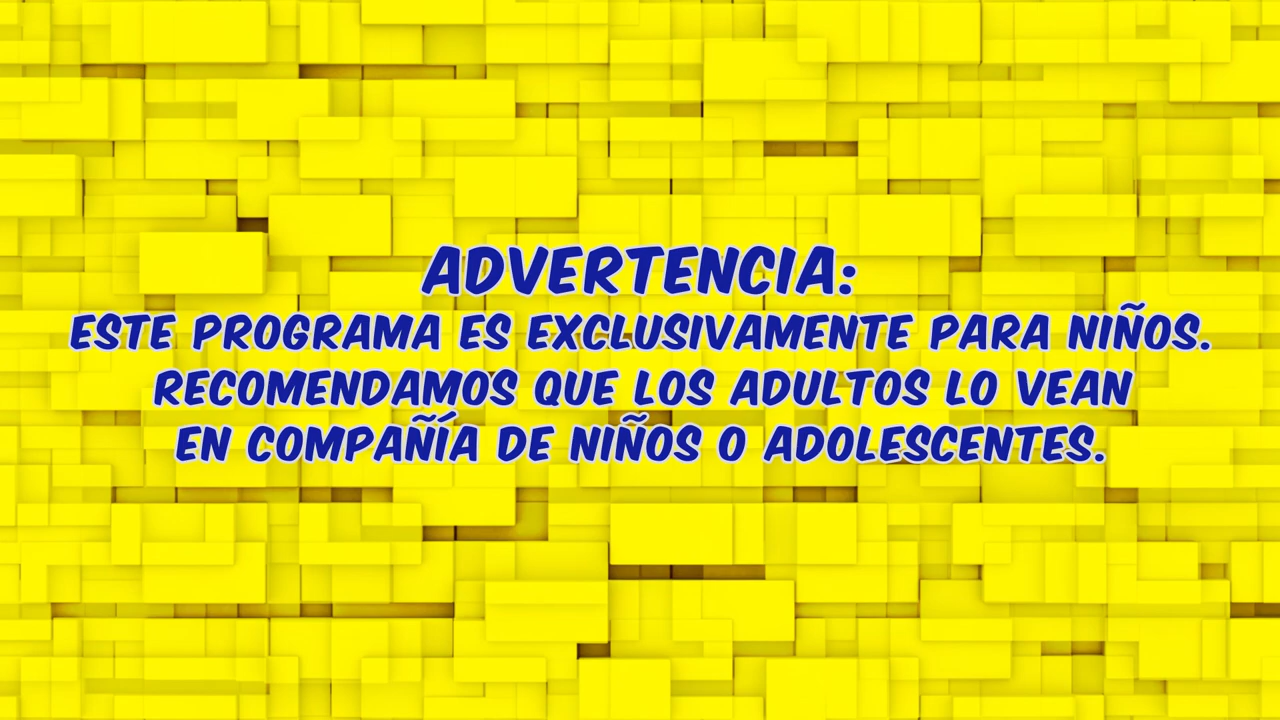 ADVERTENCIA:
ESTE PROGRAMA ES EXCLUSIVAMENTE PARA NIÑOS.
RECOMENDAMOS QUE LOS ADULTOS LO VEAN
EN COMPAÑÍA DE NIÑOS O ADOLESCENTES.